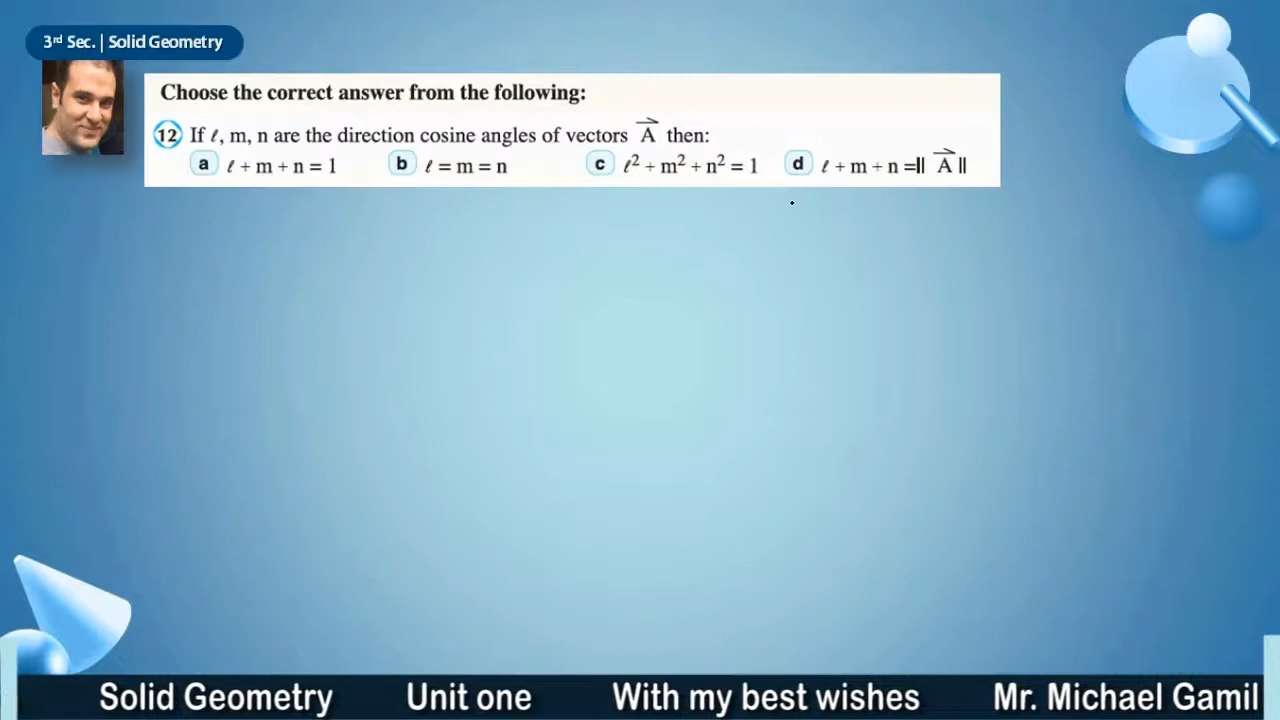 3rd Sec. | Solid Geometry
Choose the correct answer from the following:
12 If ℓ, m, n are the direction cosine angles of vectors A⃗ then:
a ℓ + m + n = 1 b ℓ = m = n c ℓ² + m² + n² = 1 d ℓ + m + n =|| A⃗ ||
Solid Geometry Unit one With my best wishes Mr. Michael Gamil